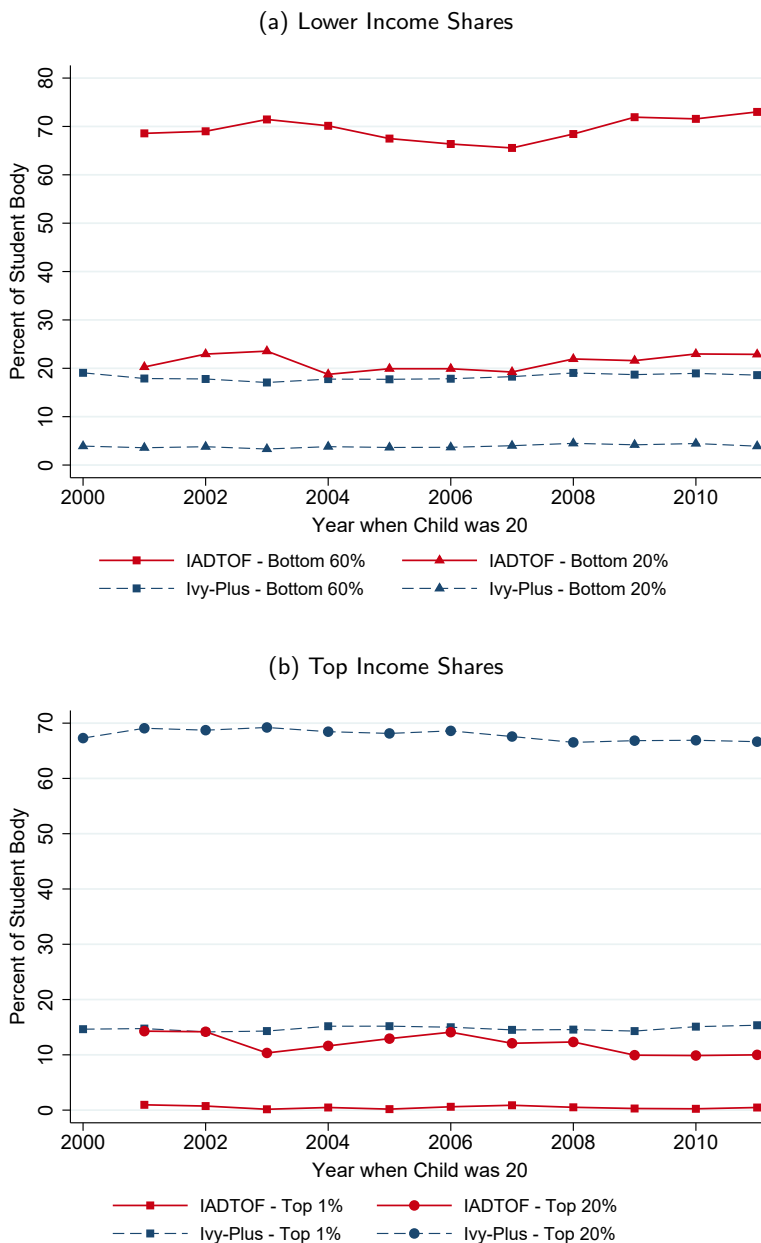 (a) Lower Income Shares
80
70
60
50
40
30
20
10
0
Percent of Student Body
2000 2002 2004 2006 2008 2010
Year when Child was 20
IADTOF - Bottom 60% IADTOF - Bottom 20%
Ivy-Plus - Bottom 60% Ivy-Plus - Bottom 20%
(b) Top Income Shares
70
60
50
40
30
20
10
0
Percent of Student Body
2000 2002 2004 2006 2008 2010
Year when Child was 20
IADTOF - Top 1% IADTOF - Top 20%
Ivy-Plus - Top 1% Ivy-Plus - Top 20%